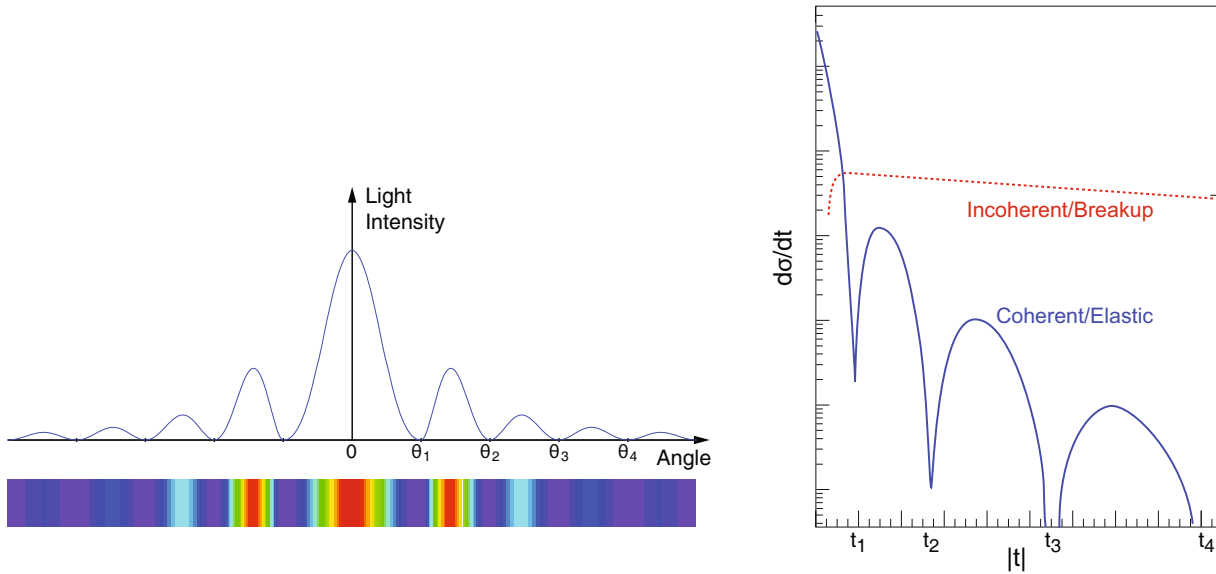 Light
Intensity
0
θ1
θ2
θ3
θ4
Angle
dσ/dt
Incoherent/Breakup
Coherent/Elastic
t1
t2
t3
t4
|t|